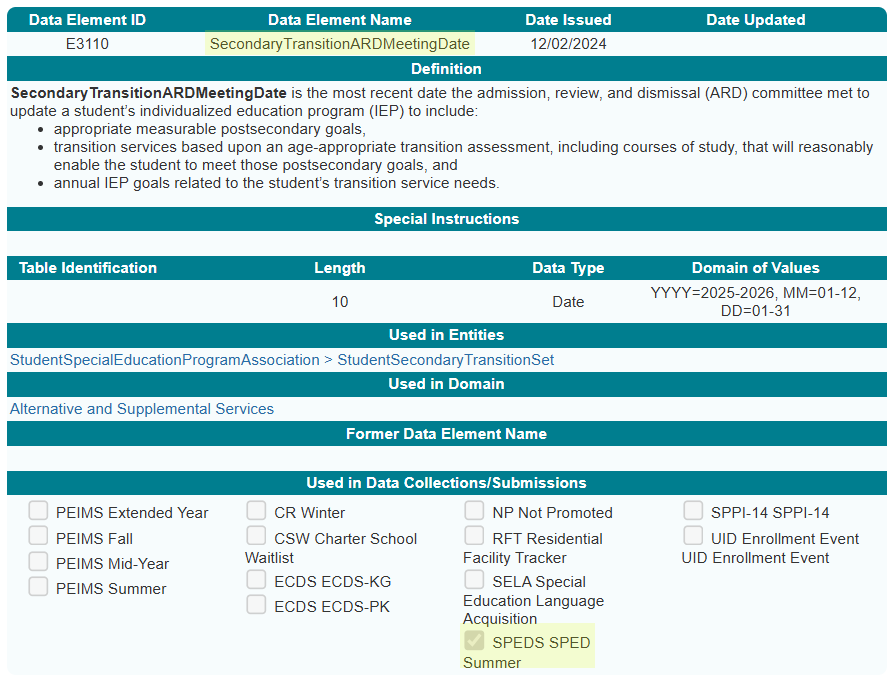 Data Element ID Data Element Name Date Issued Date Updated
E3110 SecondaryTransitionARDMeetingDate 12/02/2024
Definition
SecondaryTransitionARDMeetingDate is the most recent date the admission, review, and dismissal (ARD) committee met to
update a student’s individualized education program (IEP) to include:
• appropriate measurable postsecondary goals,
• transition services based upon an age-appropriate transition assessment, including courses of study, that will reasonably
enable the student to meet those postsecondary goals, and
• annual IEP goals related to the student’s transition service needs.
Special Instructions
Table Identification Length Data Type Domain of Values
10 Date YYYY=2025-2026, MM=01-12,
DD=01-31
Used in Entities
StudentSpecialEducationProgramAssociation > StudentSecondaryTransitionSet
Used in Domain
Alternative and Supplemental Services
Former Data Element Name
Used in Data Collections/Submissions
PEIMS Extended Year
PEIMS Fall
PEIMS Mid-Year
PEIMS Summer
CR Winter
CSW Charter School
Waitlist
ECDS ECDS-KG
ECDS ECDS-PK
NP Not Promoted
RFT Residential
Facility Tracker
SELA Special
Education Language
Acquisition
SPEDS SPED
Summer
SPPI-14 SPPI-14
UID Enrollment Event
UID Enrollment Event